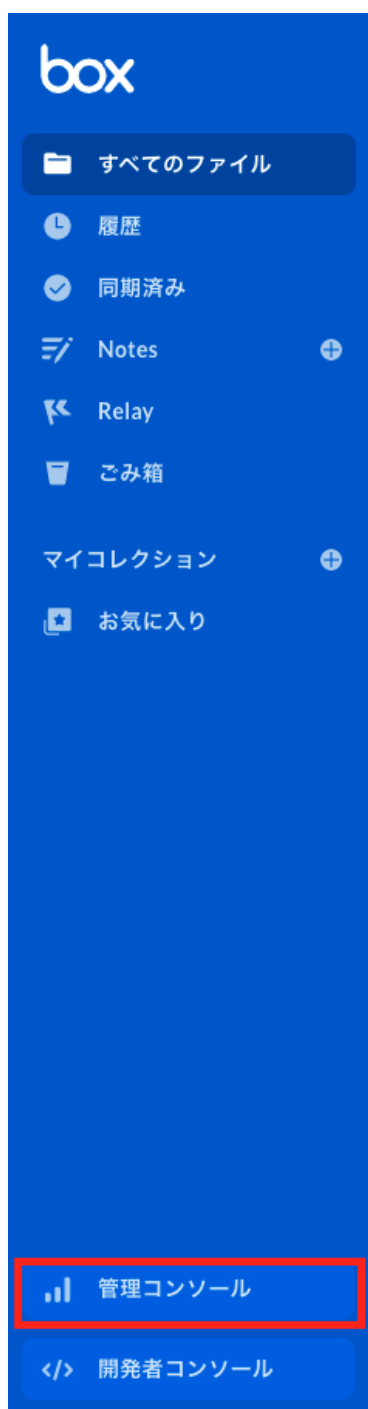 box
すべてのファイル
履歴
同期済み
Notes
Relay
ごみ箱
マイコレクション
お気に入り
管理コンソール
</> 開発者コンソール